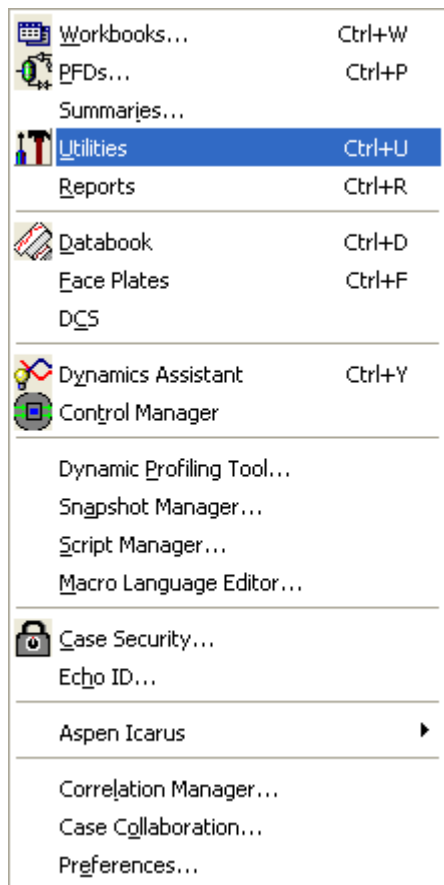 Workbooks... Ctrl+W
PFDs... Ctrl+P
Summaries...
Utilities Ctrl+U
Reports Ctrl+R
Databook Ctrl+D
Face Plates Ctrl+F
DCS
Dynamics Assistant Ctrl+Y
Control Manager
Dynamic Profiling Tool...
Snapshot Manager...
Script Manager...
Macro Language Editor...
Case Security...
Echo ID...
Aspen Icarus
Correlation Manager...
Case Collaboration...
Preferences...